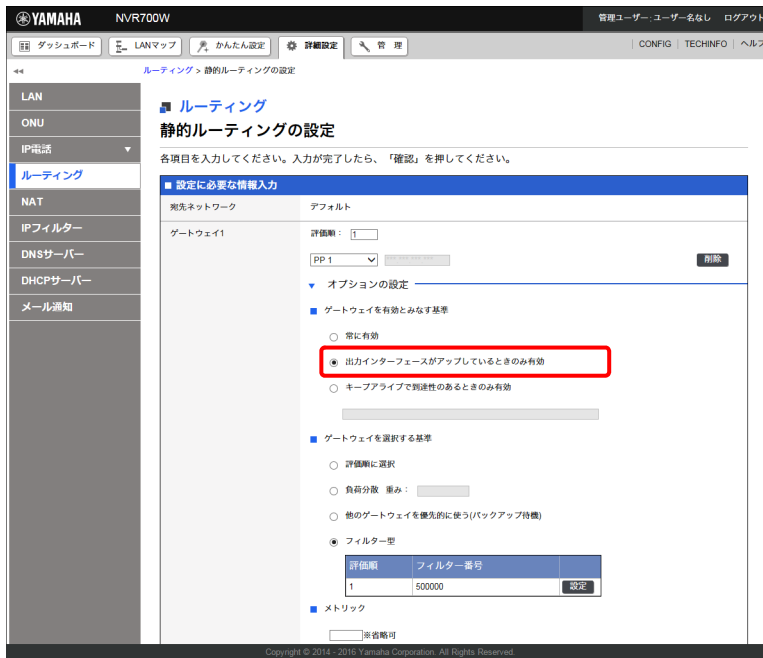 YAMAHA NVR700W 管理ユーザー：ユーザー名なし ログアウト
ダッシュボード LANマップ かんたん設定 詳細設定 管 理 CONFIG TECHINFO ヘルプ
ルーティング > 静的ルーティングの設定
LAN
ONU
IP電話
ルーティング
NAT
IPフィルター
DNSサーバー
DHCPサーバー
メール通知
ルーティング
静的ルーティングの設定
各項目を入力してください。入力が完了したら、「確認」を押してください。
設定に必要な情報入力
宛先ネットワーク デフォルト
ゲートウェイ1 評価順： 1
PP 1 削除
オプションの設定
ゲートウェイを有効とみなす基準
常に有効
出力インターフェースがアップしているときのみ有効
キープアライブで到達性のあるときのみ有効
ゲートウェイを選択する基準
評価順に選択
負荷分散 重み：
他のゲートウェイを優先的に使う(バックアップ待機)
フィルター型
評価順 フィルター番号
1 500000 設定
メトリック
※省略可
Copyright © 2014 - 2016 Yamaha Corporation. All Rights Reserved.